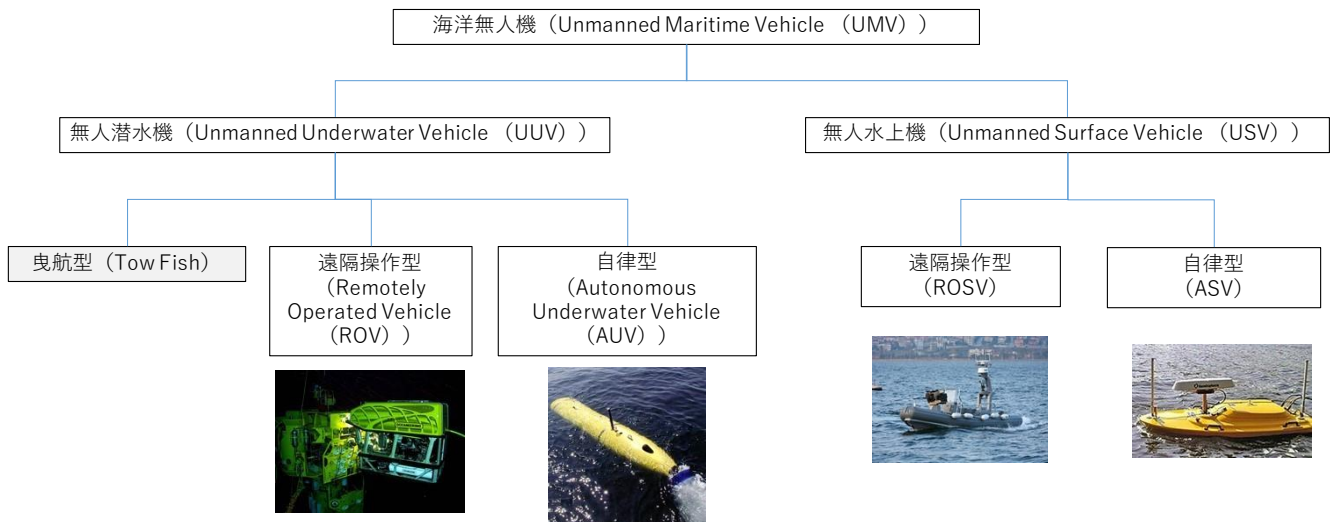 海洋無人機（Unmanned Maritime Vehicle （UMV））
無人潜水機（Unmanned Underwater Vehicle （UUV））
無人水上機（Unmanned Surface Vehicle （USV））
曳航型（Tow Fish）
遠隔操作型
（Remotely
Operated Vehicle
（ROV））
自律型
（Autonomous
Underwater Vehicle
（AUV））
遠隔操作型
（ROSV）
自律型
（ASV）